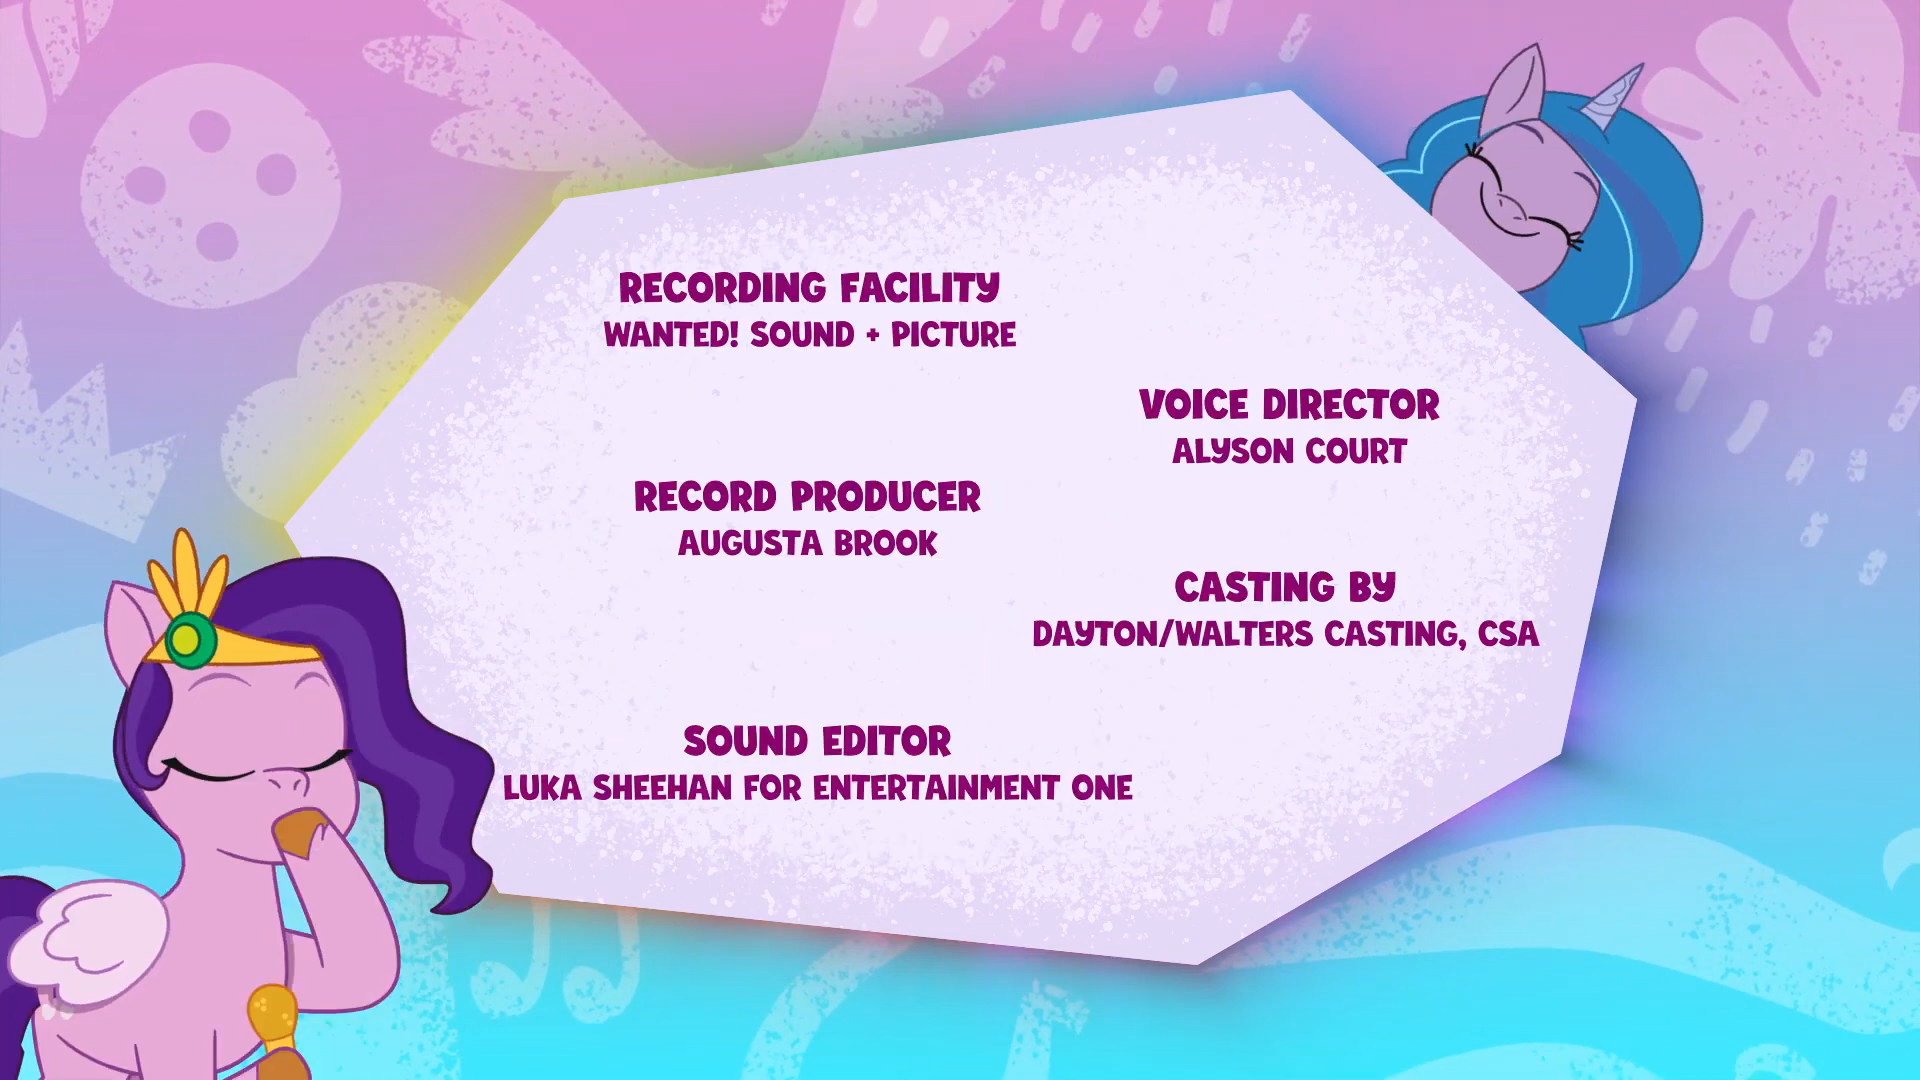 RECORDING FACILITY
WANTED! SOUND + PICTURE
VOICE DIRECTOR
ALYSON COURT
RECORD PRODUCER
AUGUSTA BROOK
CASTING BY
DAYTON/WALTERS CASTING, CSA
SOUND EDITOR
LUKA SHEEHAN FOR ENTERTAINMENT ONE